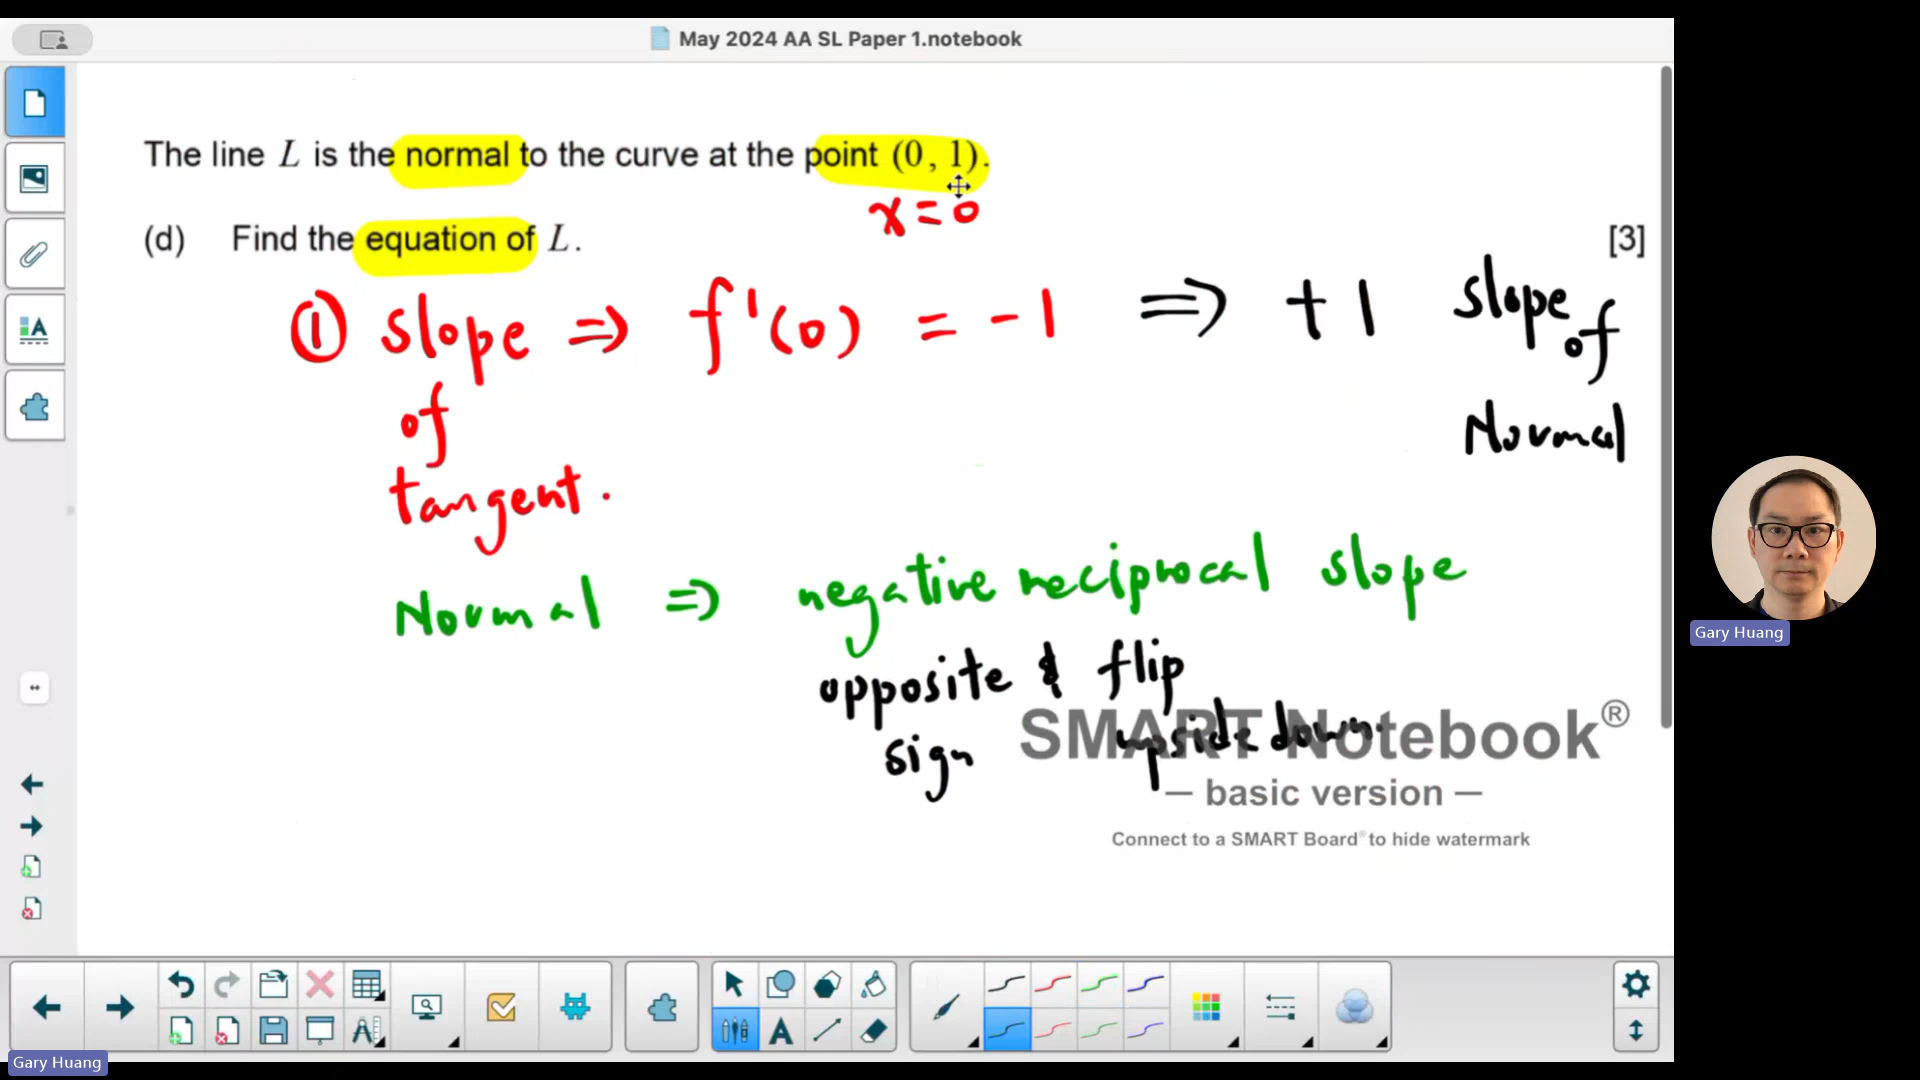 May 2024 AA SL Paper 1.notebook
The line L is the normal to the curve at the point (0, 1).
x = 0
(d) Find the equation of L. [3]
① slope ⇒ f'(0) = -1 ⇒ +1 slope
of
Normal
of
tangent.
Normal ⇒ negative reciprocal slope
opposite & flip
sign upside down.
SMART Notebook®
— basic version —
Connect to a SMART Board® to hide watermark
Gary Huang
Gary Huang